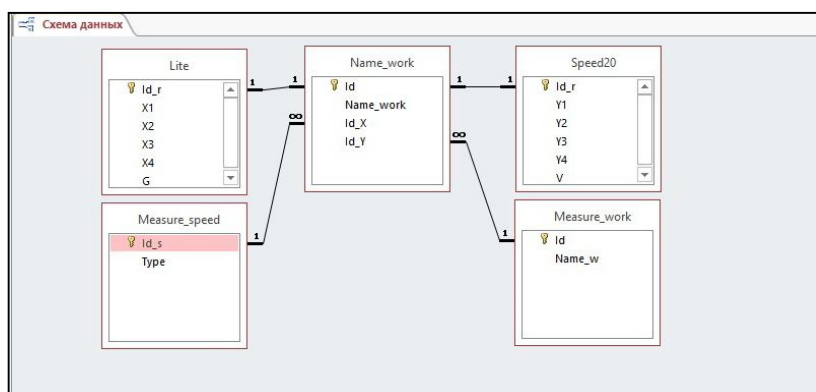 Схема данных
Lite
Id_r
X1
X2
X3
X4
G
1
1
∞
Name_work
Id
Name_work
Id_X
Id_Y
1
1
∞
Speed20
Id_r
Y1
Y2
Y3
Y4
V
Measure_speed
Id_s
Type
1
Measure_work
Id
Name_w
1